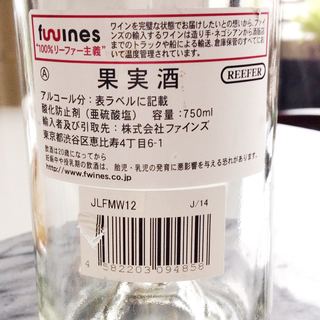 fwines
"100%リーファー主義"
ワインを完璧な状態でお届けしたいとの想いから、ファイ
ンズの輸入するワインは造り手・ネゴシアンから酒販店
までのトラックや船による輸送、倉庫保管のすべてにお
いて温度管理されています。
REEFER
A
果実酒
アルコール分：表ラベルに記載
酸化防止剤（亜硫酸塩） 容量：750ml
輸入者及び引取先：株式会社ファインズ
東京都渋谷区恵比寿4丁目6-1
飲酒は20歳になってから
妊娠中や授乳期の飲酒は、胎児・乳児の発育に悪影響を与える恐れがあります。
http://www.fwines.co.jp
JLFMW12 J/14
4 582203 094858